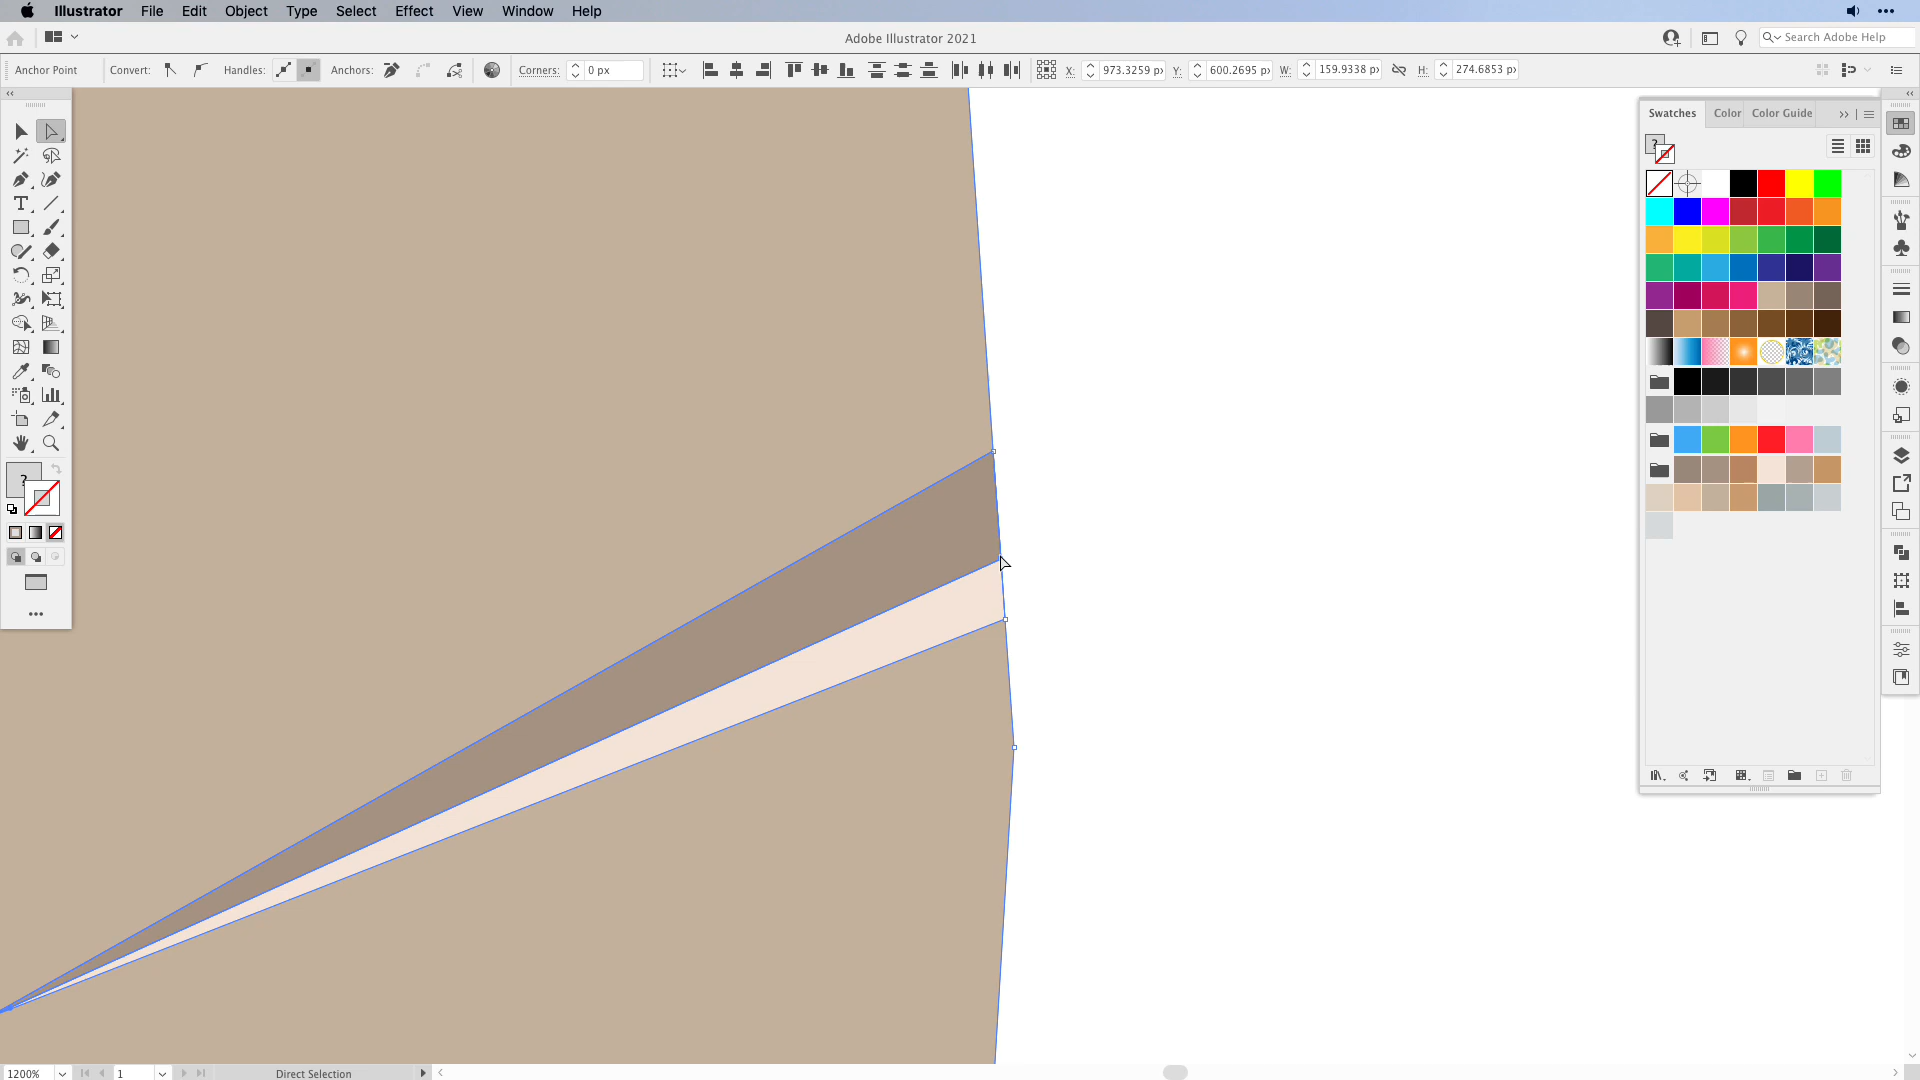 Illustrator File Edit Object Type Select Effect View Window Help
Adobe Illustrator 2021
Search Adobe Help
Anchor Point Convert: Handles: Anchors: Corners: 0 px X: 973.3259 px Y: 600.2695 px W: 159.9338 px H: 274.6853 px
Swatches Color Color Guide
?
?
1200% 1 Direct Selection